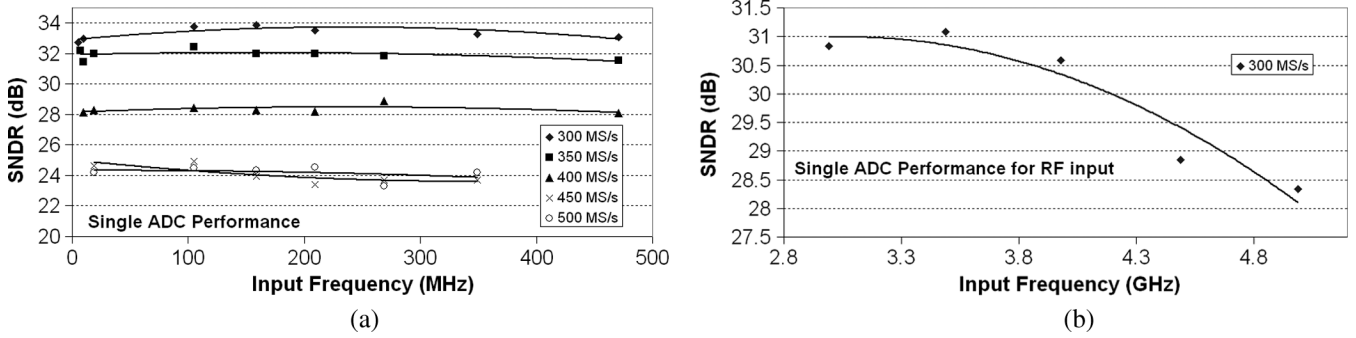 SNDR (dB)
34
32
30
28
26
24
22
20
300 MS/s
350 MS/s
400 MS/s
450 MS/s
500 MS/s
Single ADC Performance
0 100 200 300 400 500
Input Frequency (MHz)
(a)
SNDR (dB)
31.5
31
30.5
30
29.5
29
28.5
28
27.5
300 MS/s
Single ADC Performance for RF input
2.8 3.3 3.8 4.3 4.8
Input Frequency (GHz)
(b)